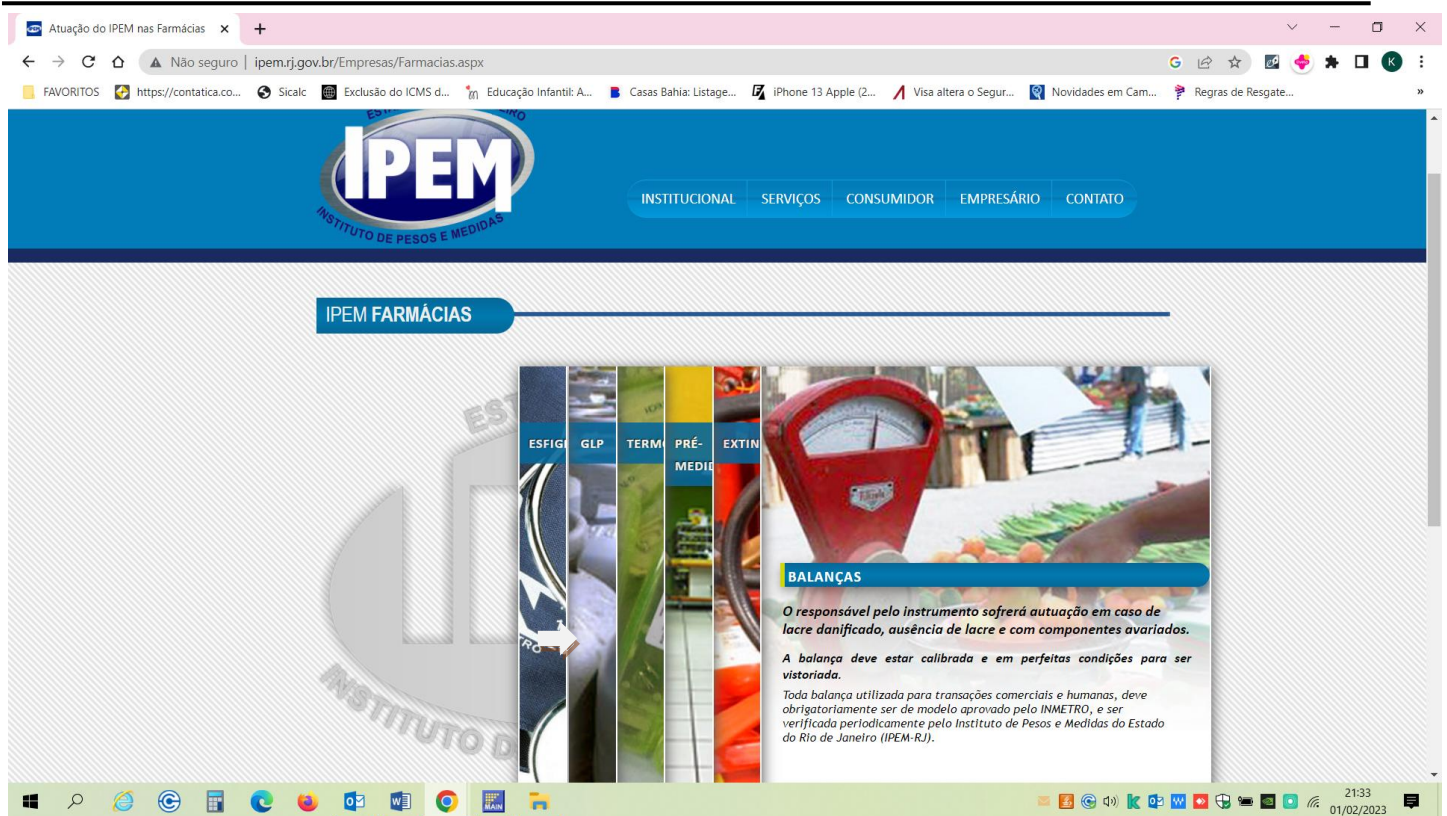 Atuação do IPEM nas Farmácias
Não seguro | ipem.rj.gov.br/Empresas/Farmacias.aspx
FAVORITOS https://contatica.co... Sicalc Exclusão do ICMS d... Educação Infantil: A... Casas Bahia: Listage... iPhone 13 Apple (2... Visa altera o Segur... Novidades em Cam... Regras de Resgate... »
IPEM
INSTITUTO DE PESOS E MEDIDAS
INSTITUCIONAL SERVIÇOS CONSUMIDOR EMPRESÁRIO CONTATO
IPEM FARMÁCIAS
EST
INSTITUTO D
ESFIG GLP TERM PRÉ- EXTIN
MEDID
BALANÇAS
O responsável pelo instrumento sofrerá autuação em caso de
lacre danificado, ausência de lacre e com componentes avariados.
A balança deve estar calibrada e em perfeitas condições para ser
vistoriada.
Toda balança utilizada para transações comerciais e humanas, deve
obrigatoriamente ser de modelo aprovado pelo INMETRO, e ser
verificada periodicamente pelo Instituto de Pesos e Medidas do Estado
do Rio de Janeiro (IPEM-RJ).
MAIN
21:33
01/02/2023